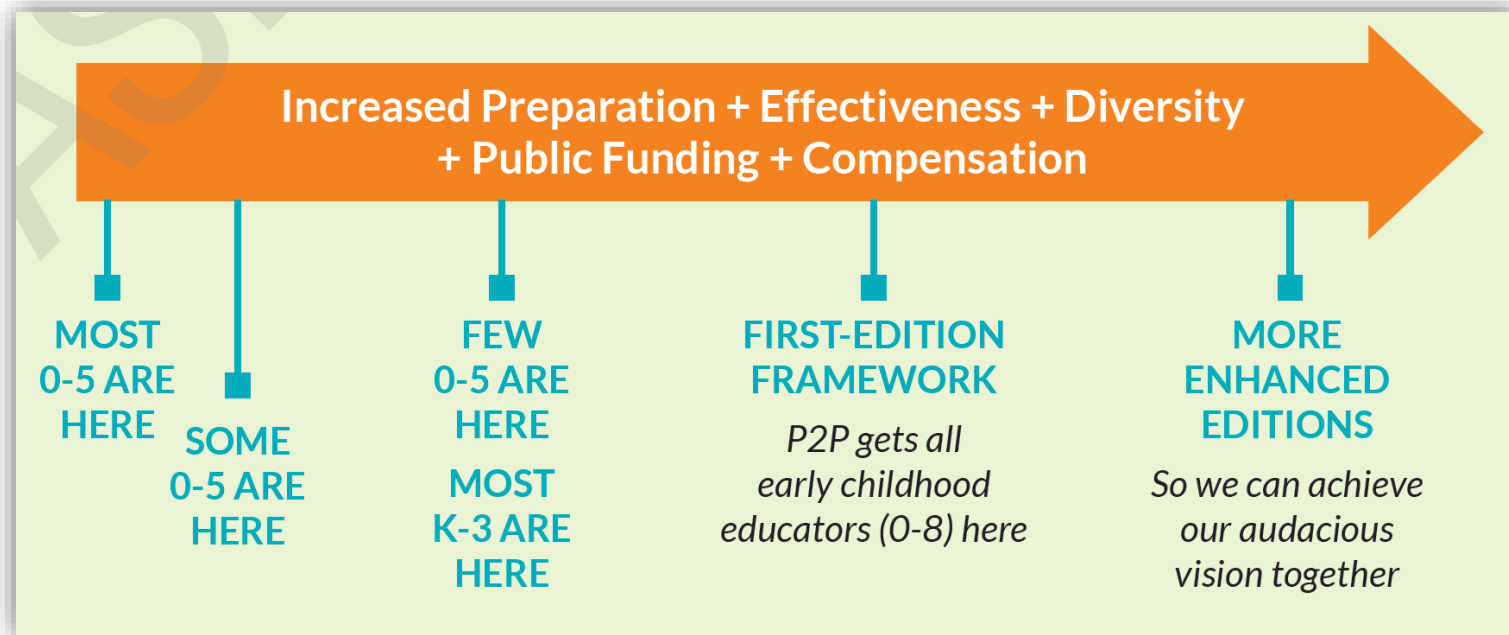 Increased Preparation + Effectiveness + Diversity
+ Public Funding + Compensation
MOST
0-5 ARE
HERE
SOME
0-5 ARE
HERE
FEW
0-5 ARE
HERE
MOST
K-3 ARE
HERE
FIRST-EDITION
FRAMEWORK
P2P gets all
early childhood
educators (0-8) here
MORE
ENHANCED
EDITIONS
So we can achieve
our audacious
vision together